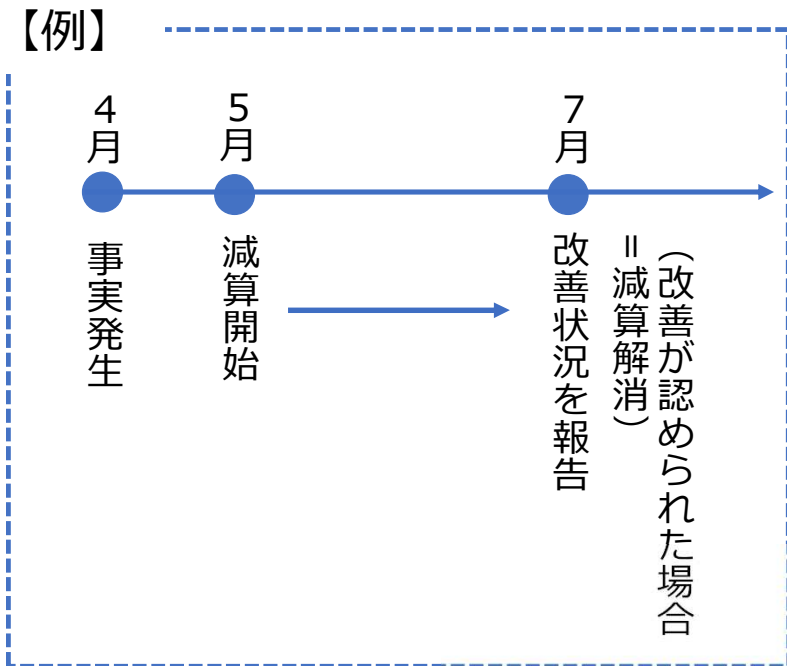 【例】
4月
5月
7月
事実発生
減算開始
改善状況を報告
(改善が認められた場合
=減算解消)